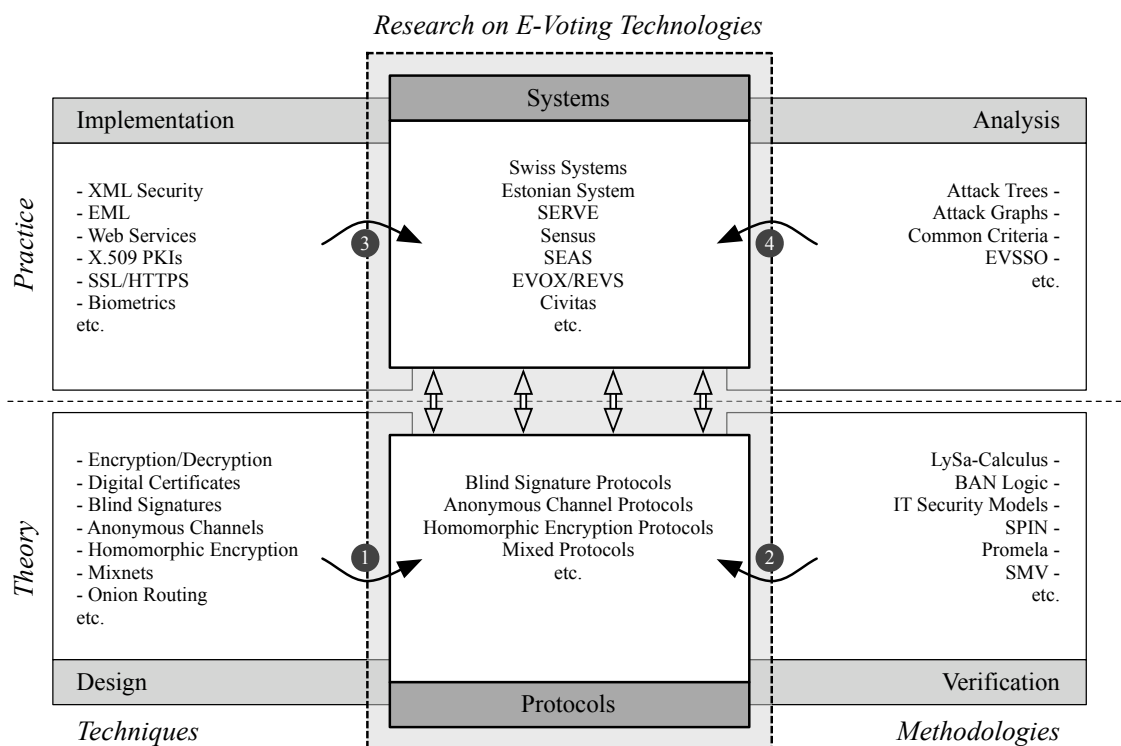 Research on E-Voting Technologies
Practice
Implementation
- XML Security
- EML
- Web Services
- X.509 PKIs
- SSL/HTTPS
- Biometrics
etc.
3
Systems
Swiss Systems
Estonian System
SERVE
Sensus
SEAS
EVOX/REVS
Civitas
etc.
4
Analysis
Attack Trees -
Attack Graphs -
Common Criteria -
EVSSO -
etc.
Theory
- Encryption/Decryption
- Digital Certificates
- Blind Signatures
- Anonymous Channels
- Homomorphic Encryption
- Mixnets
- Onion Routing
etc.
Design
1
Blind Signature Protocols
Anonymous Channel Protocols
Homomorphic Encryption Protocols
Mixed Protocols
etc.
Protocols
2
LySa-Calculus -
BAN Logic -
IT Security Models -
SPIN -
Promela -
SMV -
etc.
Verification
Techniques
Methodologies